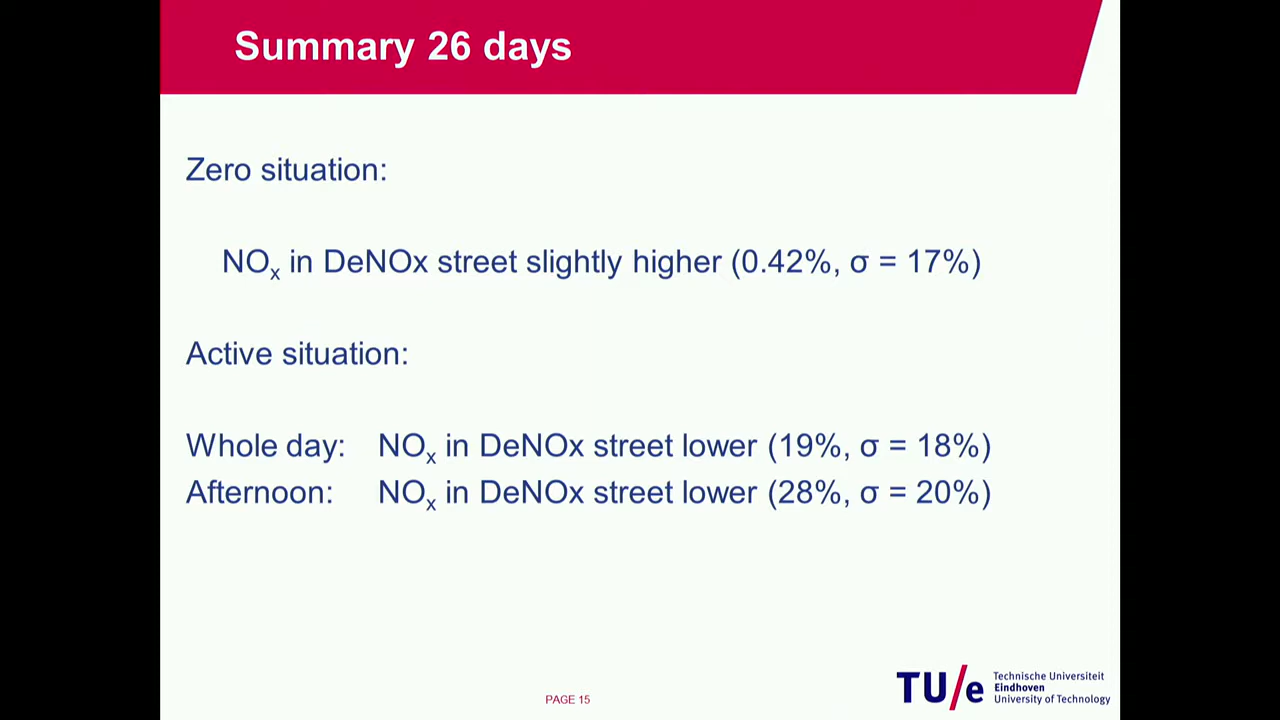 Summary 26 days
Zero situation:
NOx in DeNOx street slightly higher (0.42%, σ = 17%)
Active situation:
Whole day: NOx in DeNOx street lower (19%, σ = 18%)
Afternoon: NOx in DeNOx street lower (28%, σ = 20%)
PAGE 15
TU/e
Technische Universiteit
Eindhoven
University of Technology